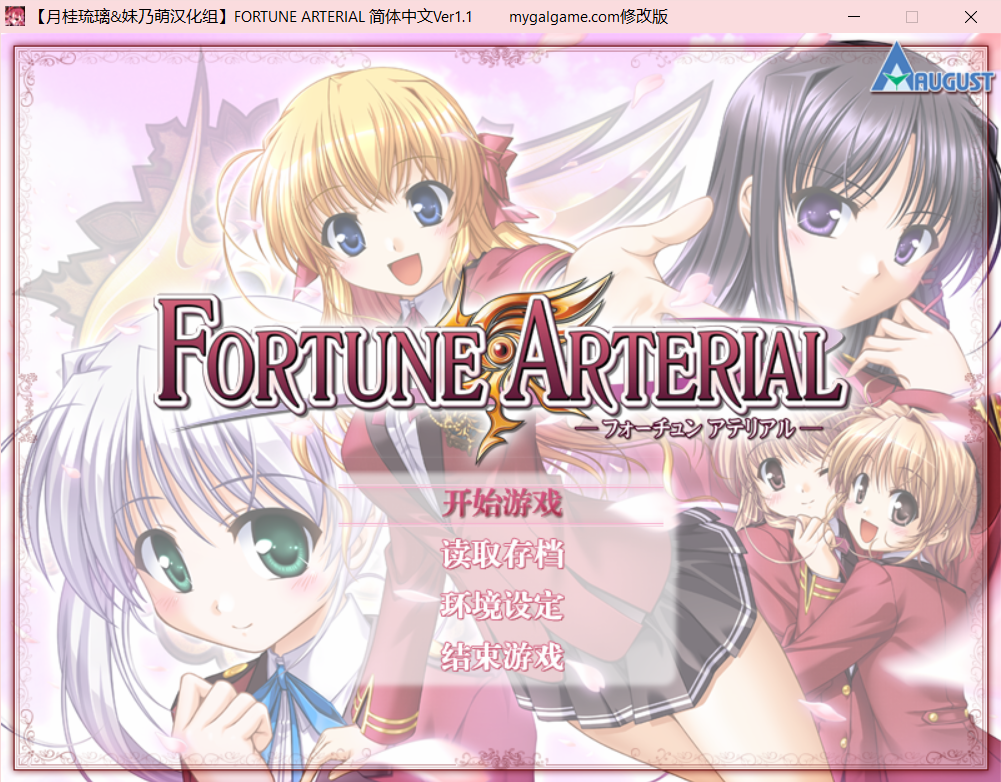 【月桂琉璃&妹乃萌汉化组】FORTUNE ARTERIAL 简体中文Ver1.1 mygalgame.com修改版
AUGUST
FORTUNE ARTERIAL
フォーチュン アテリアル
开始游戏
读取存档
环境设定
结束游戏